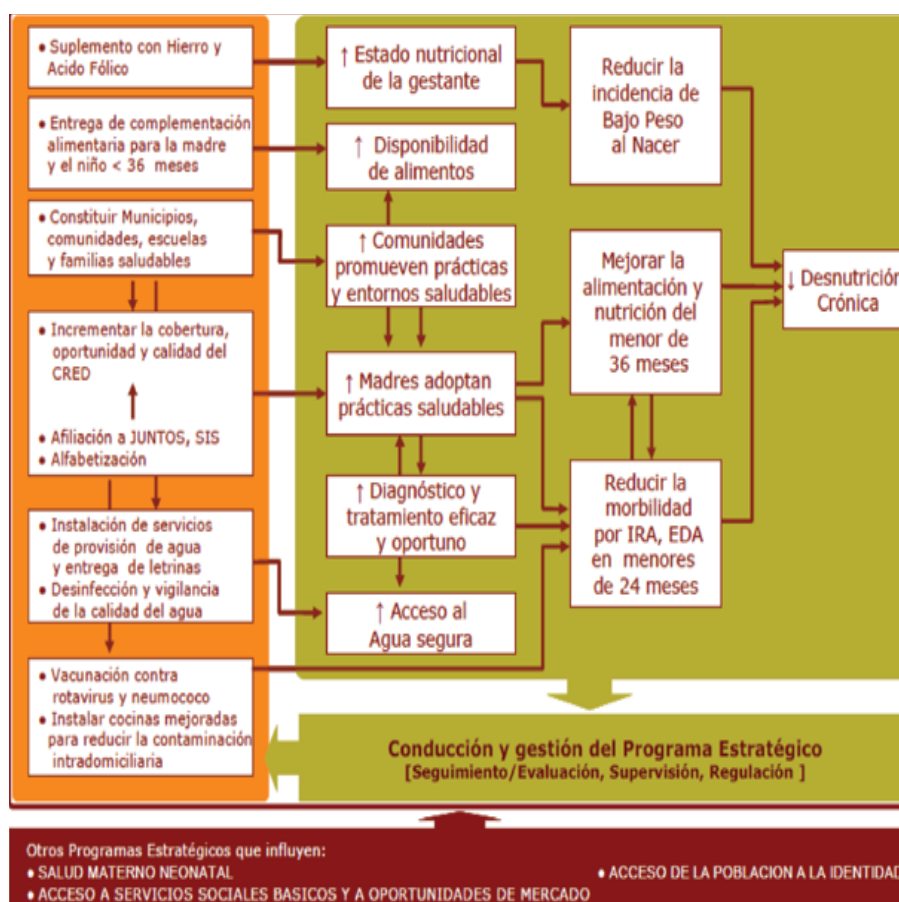 • Suplemento con Hierro y
Acido Fólico
• Entrega de complementación
alimentaria para la madre
y el niño < 36 meses
• Constituir Municipios,
comunidades, escuelas
y familias saludables
• Incrementar la cobertura,
oportunidad y calidad del
CRED
• Afiliación a JUNTOS, SIS
• Alfabetización
• Instalación de servicios
de provisión de agua
y entrega de letrinas
• Desinfección y vigilancia
de la calidad del agua
• Vacunación contra
rotavirus y neumococo
• Instalar cocinas mejoradas
para reducir la contaminación
intradomiciliaria
↑ Estado nutricional
de la gestante
↑ Disponibilidad
de alimentos
↑ Comunidades
promueven prácticas
y entornos saludables
↑ Madres adoptan
prácticas saludables
↑ Diagnóstico y
tratamiento eficaz
y oportuno
↑ Acceso al
Agua segura
Reducir la
incidencia de
Bajo Peso
al Nacer
Mejorar la
alimentación y
nutrición del
menor de
36 meses
Reducir la
morbilidad
por IRA, EDA
en menores
de 24 meses
↓ Desnutrición
Crónica
Conducción y gestión del Programa Estratégico
[Seguimiento/Evaluación, Supervisión, Regulación ]
Otros Programas Estratégicos que influyen:
• SALUD MATERNO NEONATAL
• ACCESO DE LA POBLACION A LA IDENTIDAD
• ACCESO A SERVICIOS SOCIALES BASICOS Y A OPORTUNIDADES DE MERCADO